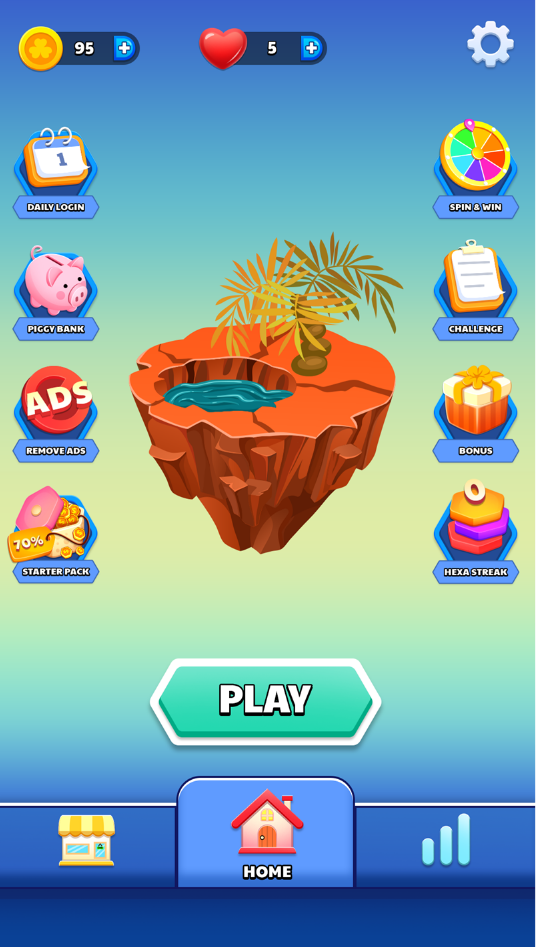 95
5
1
DAILY LOGIN
SPIN & WIN
PIGGY BANK
CHALLENGE
ADS
REMOVE ADS
BONUS
70%
STARTER PACK
0
HEXA STREAK
PLAY
HOME